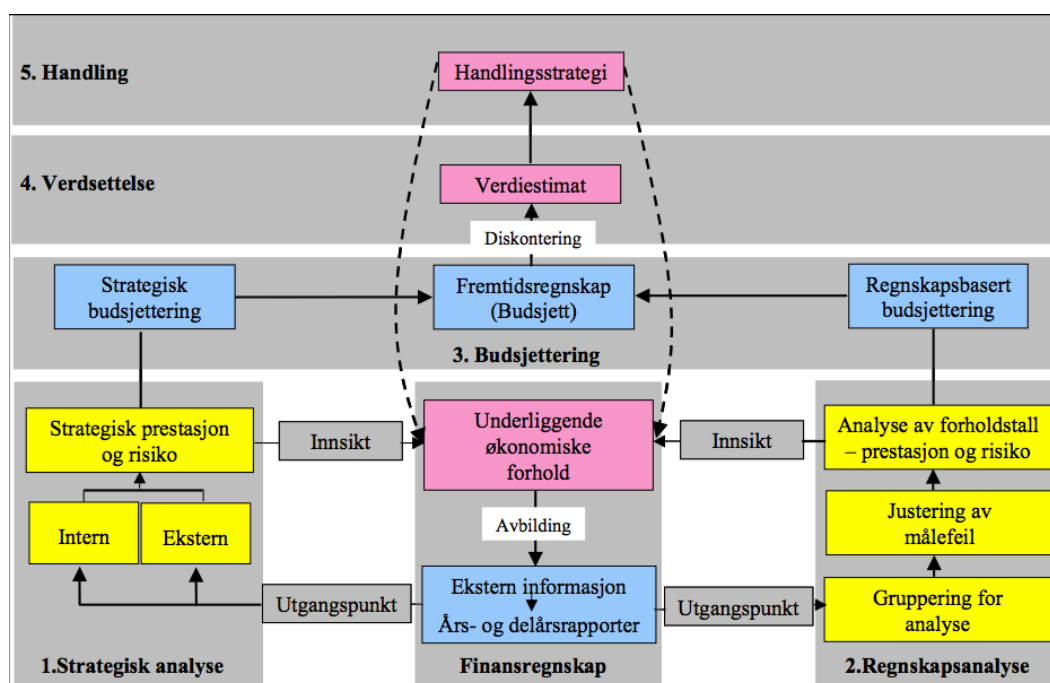 5. Handling
Handlingsstrategi
4. Verdsettelse
Verdiestimat
Diskontering
Strategisk
budsjettering
Fremtidsregnskap
(Budsjett)
Regnskapsbasert
budsjettering
3. Budsjettering
Strategisk prestasjon
og risiko
Innsikt
Underliggende
økonomiske
forhold
Innsikt
Analyse av forholdstall
– prestasjon og risiko
Intern
Ekstern
Avbilding
Justering av
målefeil
Utgangspunkt
Ekstern informasjon
Års- og delårsrapporter
Utgangspunkt
Gruppering for
analyse
1.Strategisk analyse
Finansregnskap
2.Regnskapsanalyse